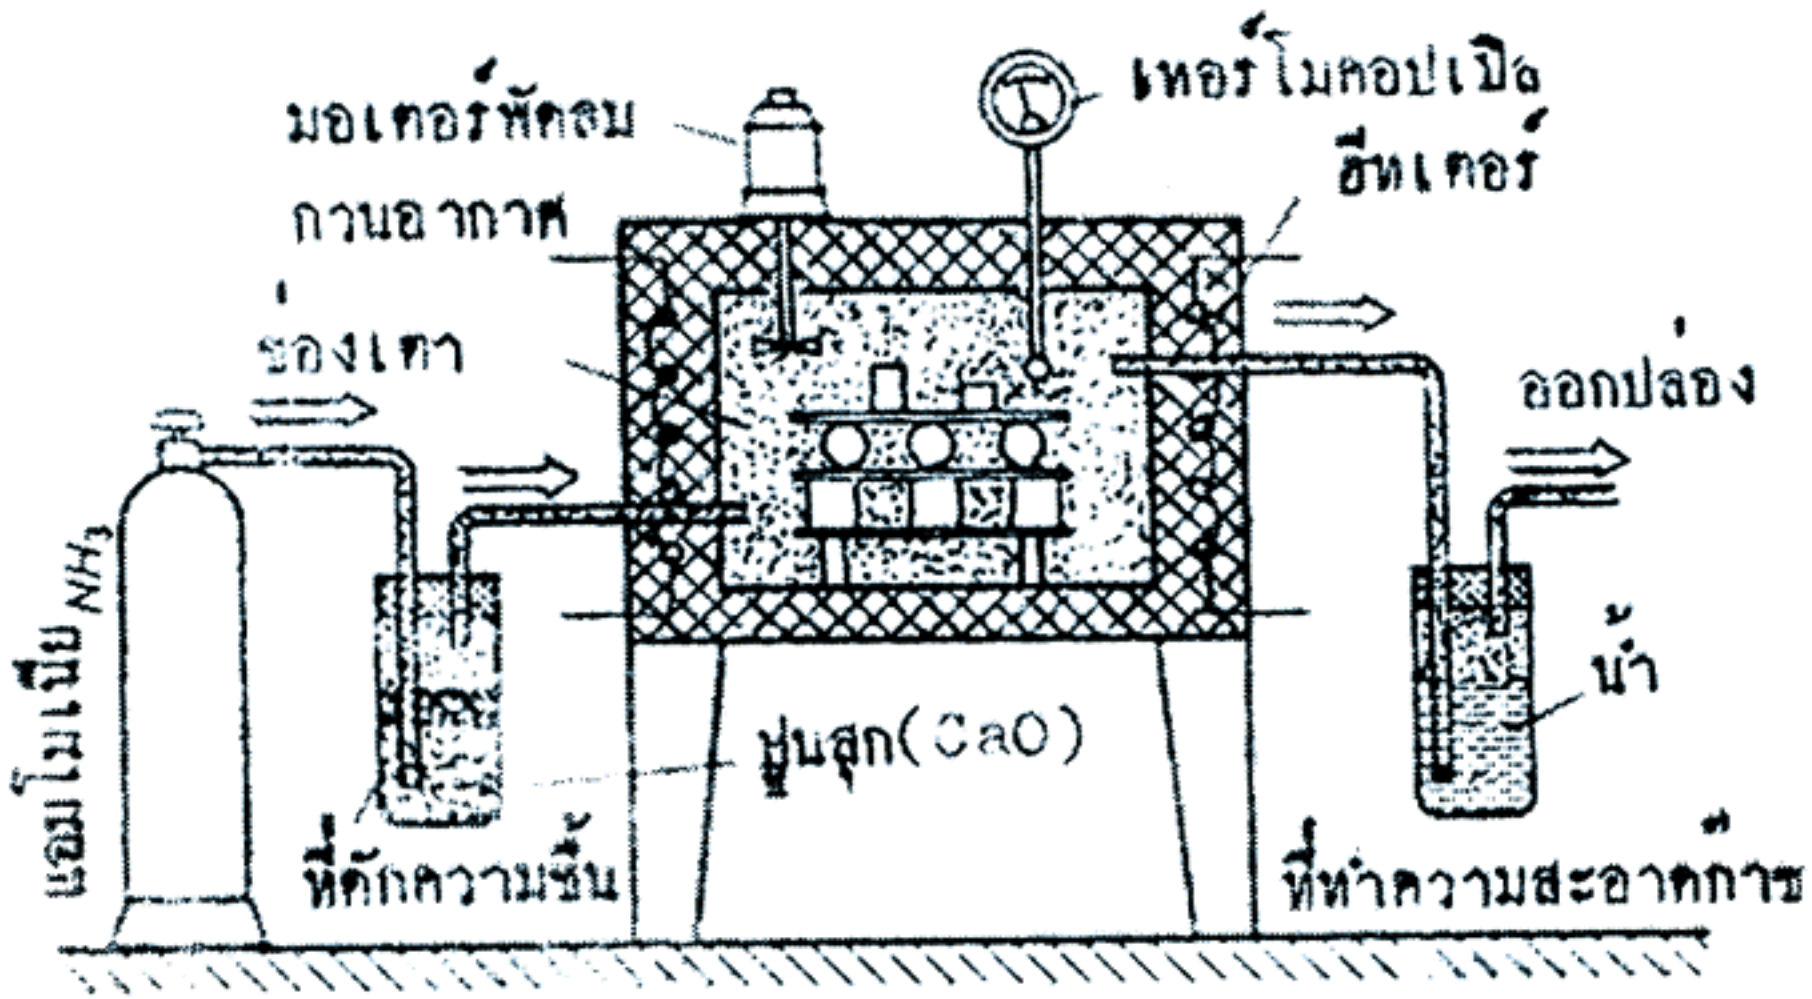 มอเตอร์พัดลม
กวนอากาศ
เทอร์โมคอปเปิล
ฮีทเตอร์
ช่องเตา
ออกปล่อง
แอมโมเนีย NH3
น้ำ
ปูนสุก(CaO)
ที่ดักความชื้น
ที่ทำความสะอาดก๊าซ